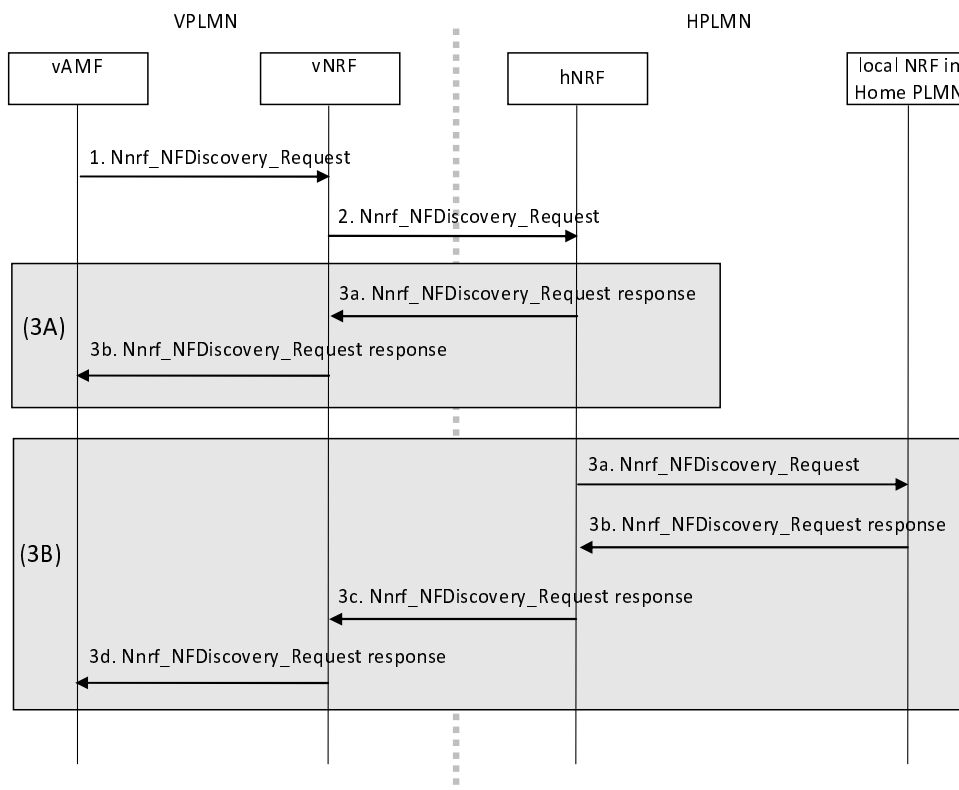 VPLMN
HPLMN
vAMF
vNRF
hNRF
local NRF in
Home PLMN
1. Nnrf_NFDiscovery_Request
2. Nnrf_NFDiscovery_Request
(3A)
3a. Nnrf_NFDiscovery_Request response
3b. Nnrf_NFDiscovery_Request response
(3B)
3a. Nnrf_NFDiscovery_Request
3b. Nnrf_NFDiscovery_Request response
3c. Nnrf_NFDiscovery_Request response
3d. Nnrf_NFDiscovery_Request response